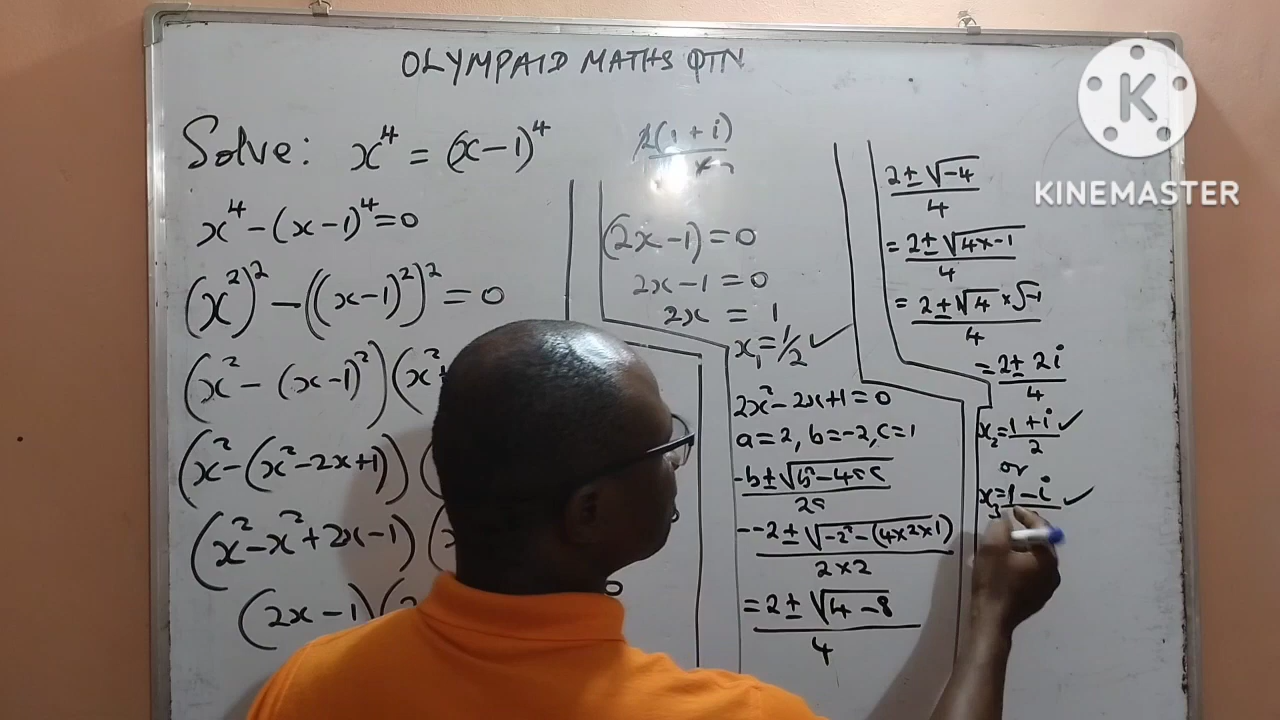 OLYMPAID MATHS QTN
Solve: x⁴ = (x-1)⁴
x⁴ - (x-1)⁴ = 0
(x²)² - ((x-1)²)² = 0
(x² - (x-1)²)(x²
(x² - (x² - 2x + 1))(
(x² - x² + 2x - 1)(
(2x - 1)(
2(1 + i)
(2x - 1) = 0
2x - 1 = 0
2x = 1
x₁ = 1/2 ✓
2x² - 2x + 1 = 0
a = 2, b = -2, c = 1
-b ± √b² - 4ac
2a
- -2 ± √-2² - (4×2×1)
2 × 2
= 2 ± √4 - 8
4
2 ± √-4
4
= 2 ± √4x-1
4
= 2 ± √4 × √-1
4
= 2 ± 2i
4
x₂ = 1 + i ✓
2
or
x₃ = 1 - i ✓
K
KINEMASTER